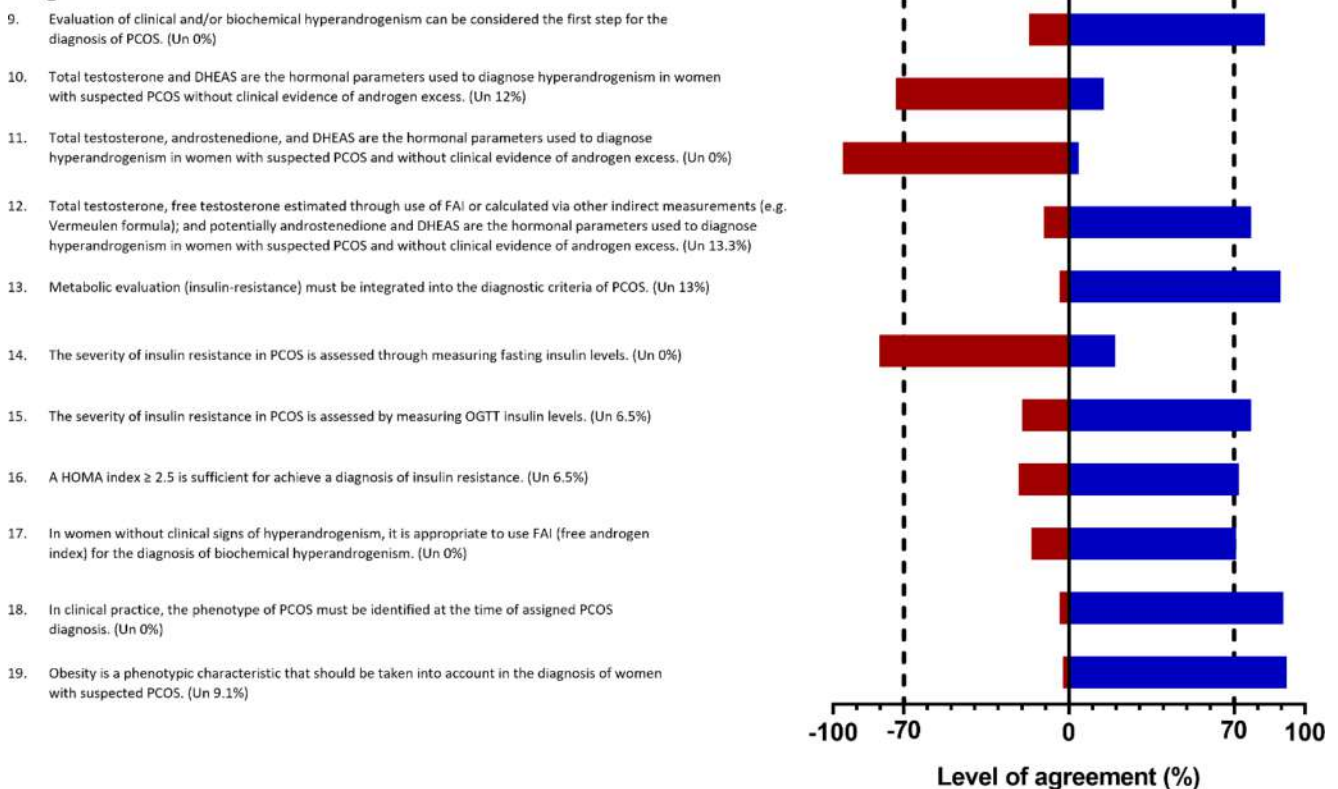 9. Evaluation of clinical and/or biochemical hyperandrogenism can be considered the first step for the
diagnosis of PCOS. (Un 0%)
10. Total testosterone and DHEAS are the hormonal parameters used to diagnose hyperandrogenism in women
with suspected PCOS without clinical evidence of androgen excess. (Un 12%)
11. Total testosterone, androstenedione, and DHEAS are the hormonal parameters used to diagnose
hyperandrogenism in women with suspected PCOS and without clinical evidence of androgen excess. (Un 0%)
12. Total testosterone, free testosterone estimated through use of FAI or calculated via other indirect measurements (e.g.
Vermeulen formula); and potentially androstenedione and DHEAS are the hormonal parameters used to diagnose
hyperandrogenism in women with suspected PCOS and without clinical evidence of androgen excess. (Un 13.3%)
13. Metabolic evaluation (insulin-resistance) must be integrated into the diagnostic criteria of PCOS. (Un 13%)
14. The severity of insulin resistance in PCOS is assessed through measuring fasting insulin levels. (Un 0%)
15. The severity of insulin resistance in PCOS is assessed by measuring OGTT insulin levels. (Un 6.5%)
16. A HOMA index ≥ 2.5 is sufficient for achieve a diagnosis of insulin resistance. (Un 6.5%)
17. In women without clinical signs of hyperandrogenism, it is appropriate to use FAI (free androgen
index) for the diagnosis of biochemical hyperandrogenism. (Un 0%)
18. In clinical practice, the phenotype of PCOS must be identified at the time of assigned PCOS
diagnosis. (Un 0%)
19. Obesity is a phenotypic characteristic that should be taken into account in the diagnosis of women
with suspected PCOS. (Un 9.1%)
-100 -70 0 70 100
Level of agreement (%)